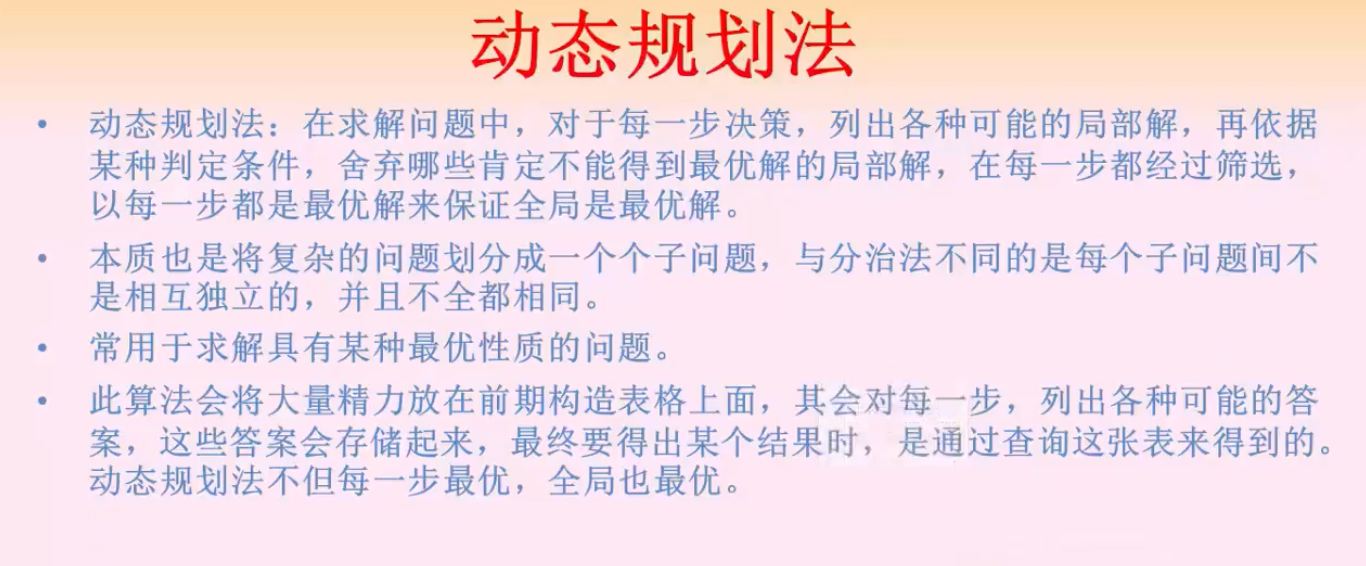 动态规划法
• 动态规划法：在求解问题中，对于每一步决策，列出各种可能的局部解，再依据
某种判定条件，舍弃哪些肯定不能得到最优解的局部解，在每一步都经过筛选，
以每一步都是最优解来保证全局是最优解。
• 本质也是将复杂的问题划分成一个个子问题，与分治法不同的是每个子问题间不
是相互独立的，并且不全都相同。
• 常用于求解具有某种最优性质的问题。
• 此算法会将大量精力放在前期构造表格上面，其会对每一步，列出各种可能的答
案，这些答案会存储起来，最终要得出某个结果时，是通过查询这张表来得到的。
动态规划法不但每一步最优，全局也最优。